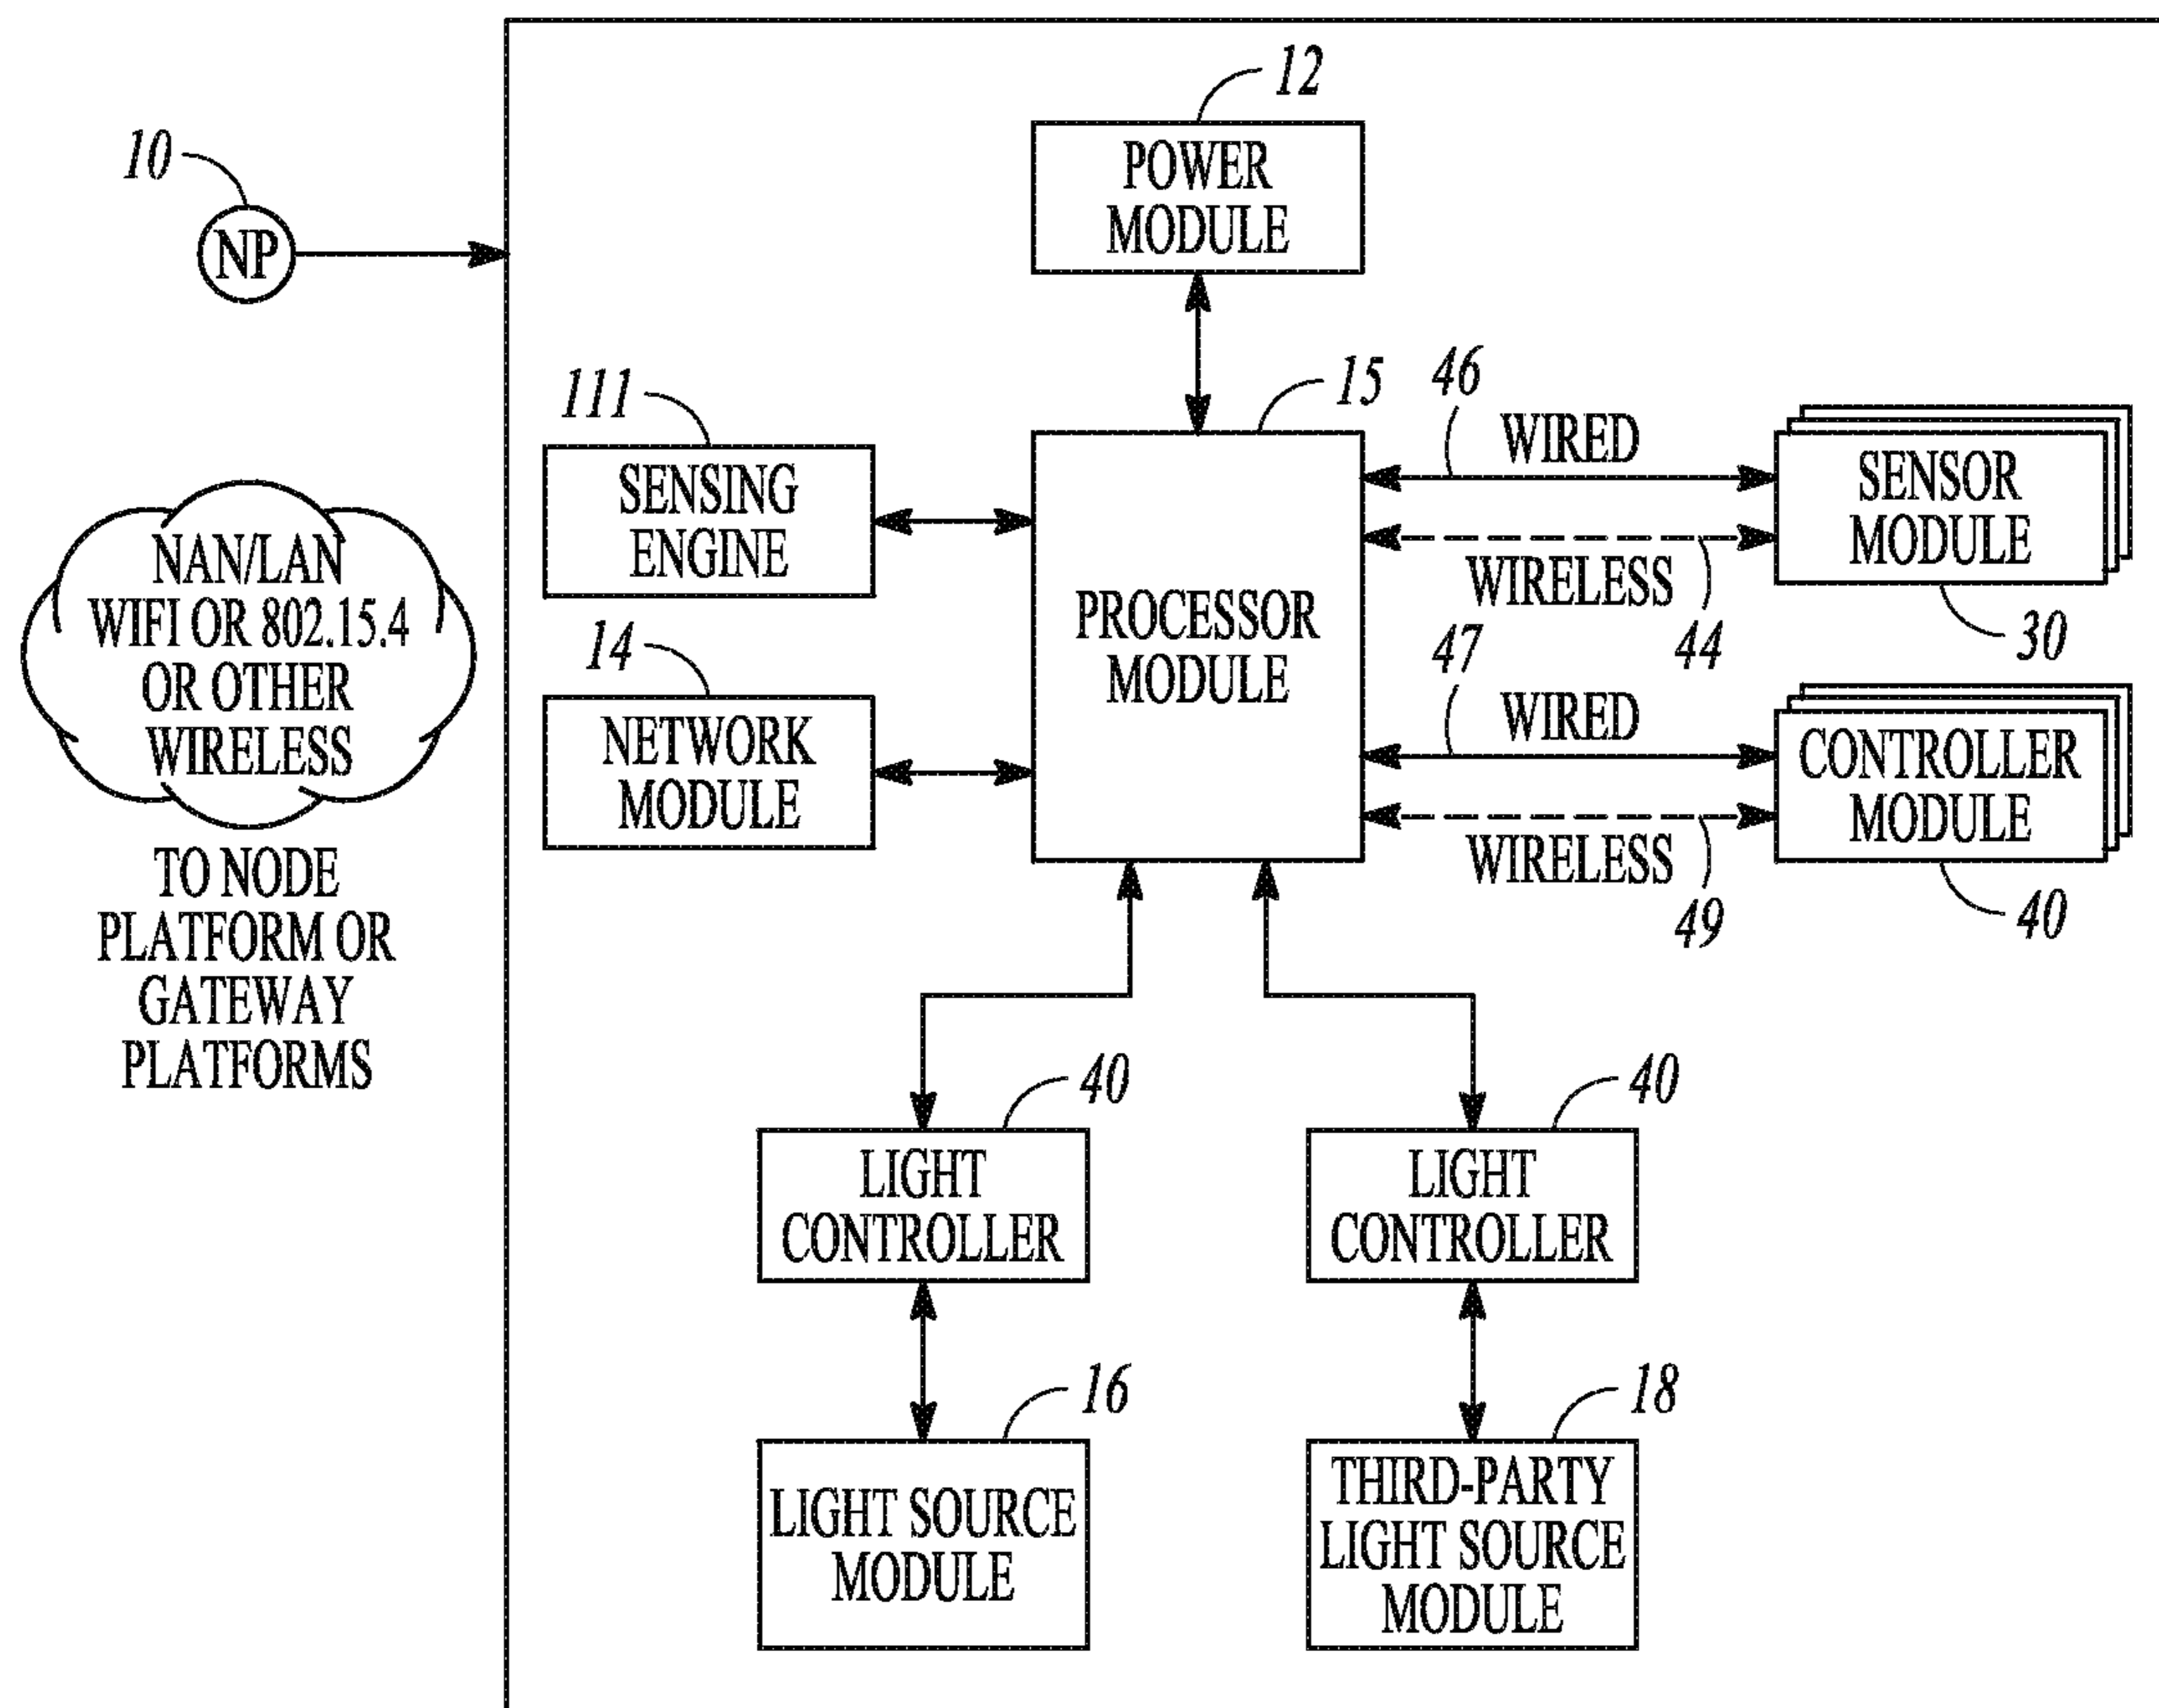 10
NP
NAN/LAN
WIFI OR 802.15.4
OR OTHER
WIRELESS
TO NODE
PLATFORM OR
GATEWAY
PLATFORMS
12
POWER
MODULE
111
SENSING
ENGINE
14
NETWORK
MODULE
15
PROCESSOR
MODULE
46
WIRED
WIRELESS
44
SENSOR
MODULE
30
47
WIRED
WIRELESS
49
CONTROLLER
MODULE
40
40
LIGHT
CONTROLLER
40
LIGHT
CONTROLLER
16
LIGHT SOURCE
MODULE
18
THIRD-PARTY
LIGHT SOURCE
MODULE